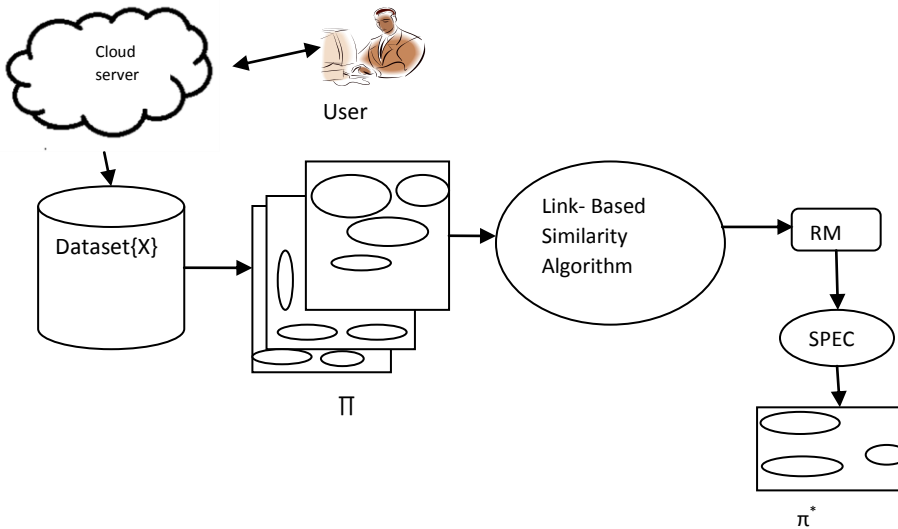 Cloud
server
User
Dataset{X}
Link- Based
Similarity
Algorithm
RM
SPEC
∏
π*